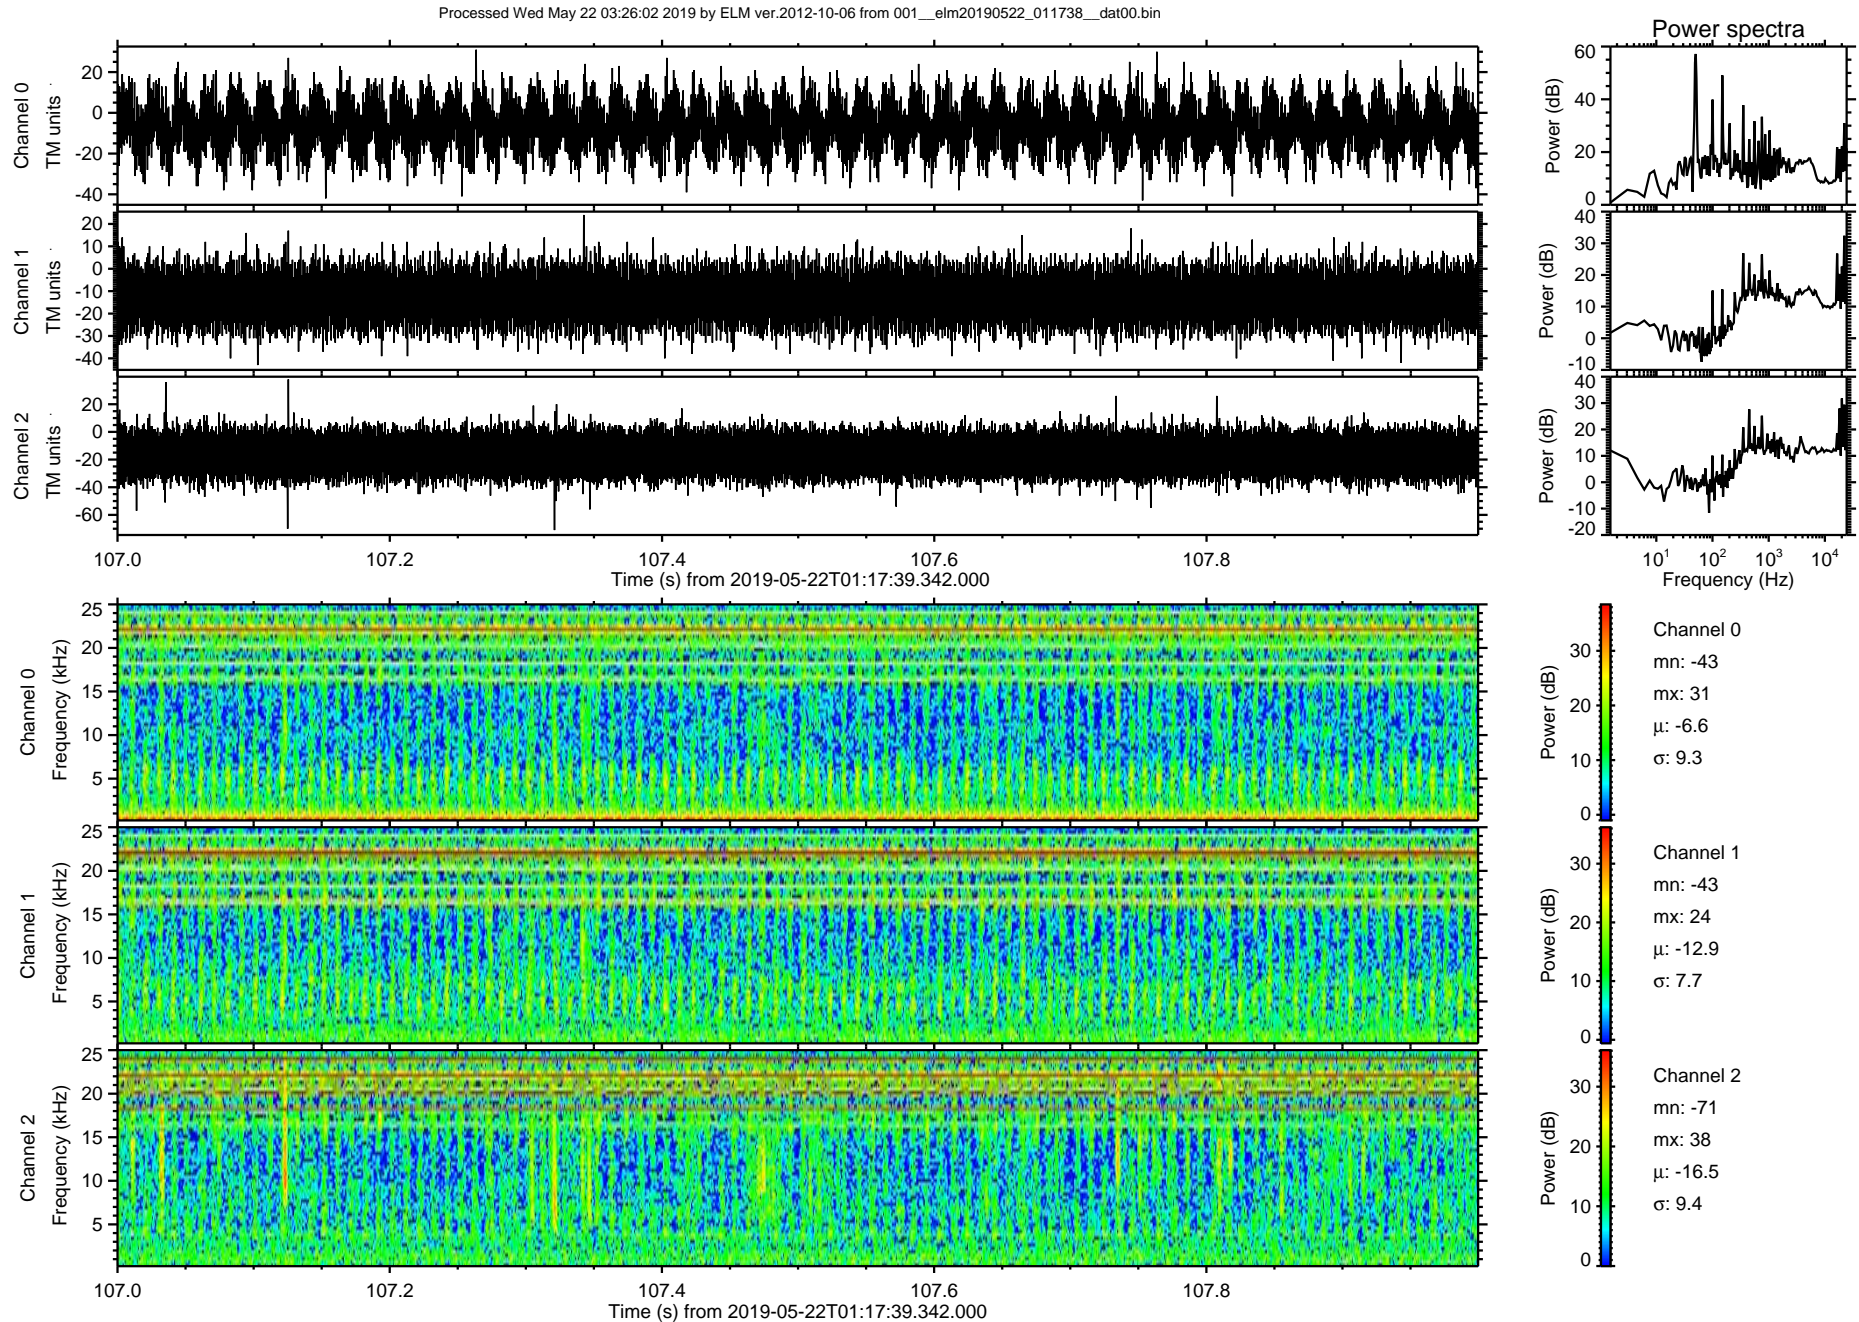 Processed Wed May 22 03:26:02 2019 by ELM ver.2012-10-06 from 001__elm20190522_011738__dat00.bin
Power spectra
Channel 0
TM units
20
0
-20
-40
Power (dB)
60
40
20
0
Channel 1
TM units
20
10
0
-10
-20
-30
-40
Power (dB)
40
30
20
10
0
-10
Channel 2
TM units
20
0
-20
-40
-60
Power (dB)
40
30
20
10
0
-10
-20
107.0 107.2 107.4 107.6 107.8
Time (s) from 2019-05-22T01:17:39.342.000
10^1 10^2 10^3 10^4
Frequency (Hz)
Channel 0
Frequency (kHz)
25
20
15
10
5
Power (dB)
30
20
10
0
Channel 0
mn: -43
mx: 31
μ: -6.6
σ: 9.3
Channel 1
Frequency (kHz)
25
20
15
10
5
Power (dB)
30
20
10
0
Channel 1
mn: -43
mx: 24
μ: -12.9
σ: 7.7
Channel 2
Frequency (kHz)
25
20
15
10
5
Power (dB)
30
20
10
0
Channel 2
mn: -71
mx: 38
μ: -16.5
σ: 9.4
107.0 107.2 107.4 107.6 107.8
Time (s) from 2019-05-22T01:17:39.342.000